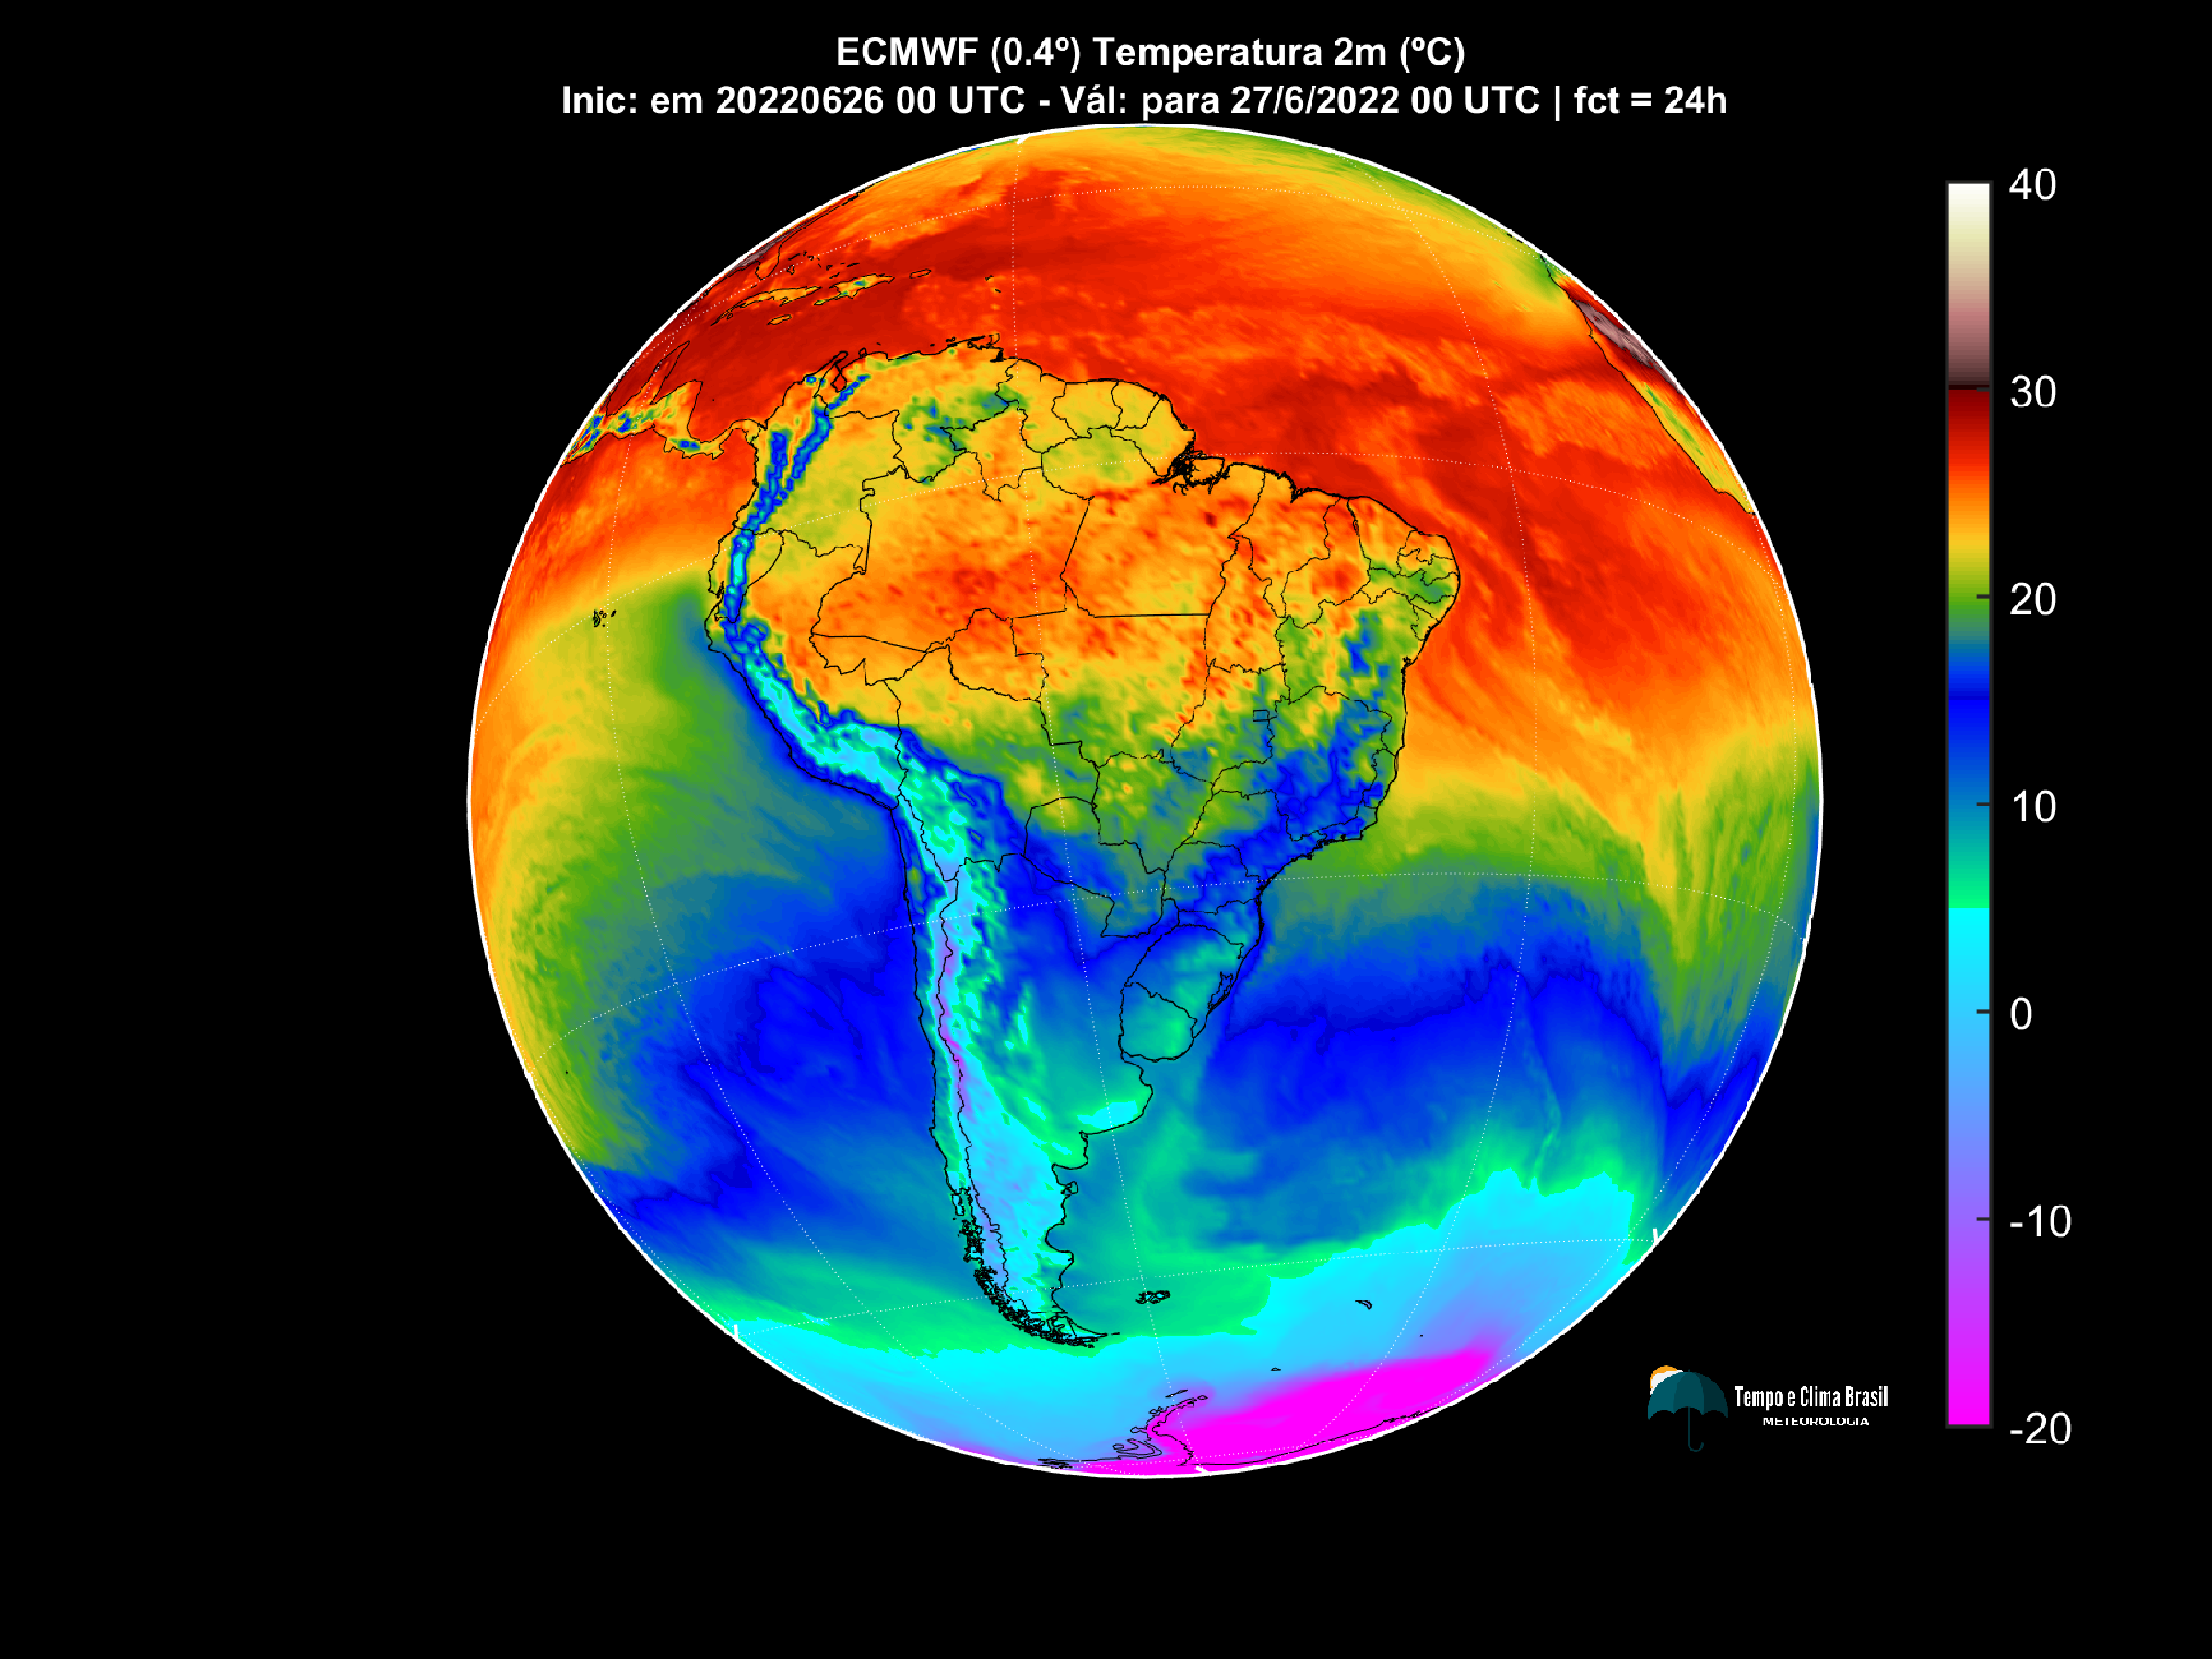 ECMWF (0.4º) Temperatura 2m (ºC)
Inic: em 20220626 00 UTC - Vál: para 27/6/2022 00 UTC | fct = 24h
40
30
20
10
0
-10
-20
Tempo e Clima Brasil
METEOROLOGIA